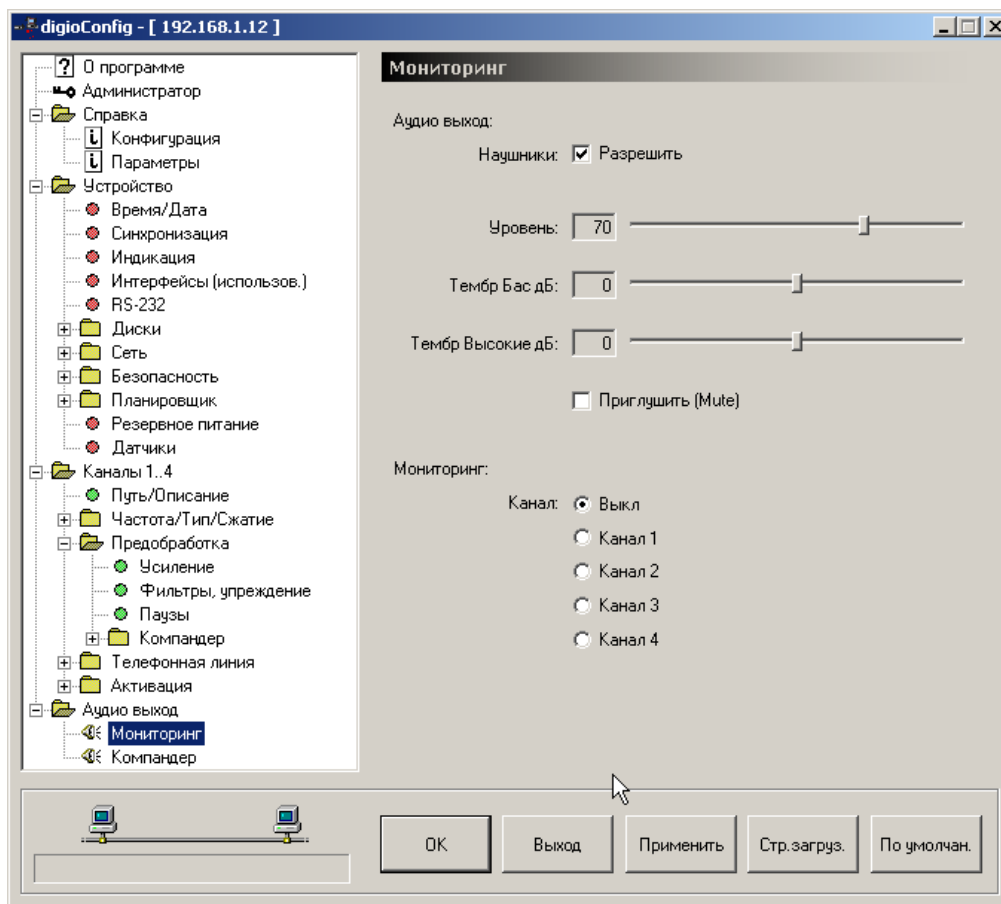 digioConfig - [ 192.168.1.12 ]
О программе
Администратор
Справка
Конфигурация
Параметры
Устройство
Время/Дата
Синхронизация
Индикация
Интерфейсы (использов.)
RS-232
Диски
Сеть
Безопасность
Планировщик
Резервное питание
Датчики
Каналы 1..4
Путь/Описание
Частота/Тип/Сжатие
Предобработка
Усиление
Фильтры, упреждение
Паузы
Компандер
Телефонная линия
Активация
Аудио выход
Мониторинг
Компандер
Мониторинг
Аудио выход:
Наушники: Разрешить
Уровень: 70
Тембр Бас дБ: 0
Тембр Высокие дБ: 0
Приглушить (Mute)
Мониторинг:
Канал: Выкл
Канал 1
Канал 2
Канал 3
Канал 4
OK Выход Применить Стр.загруз. По умолчан.